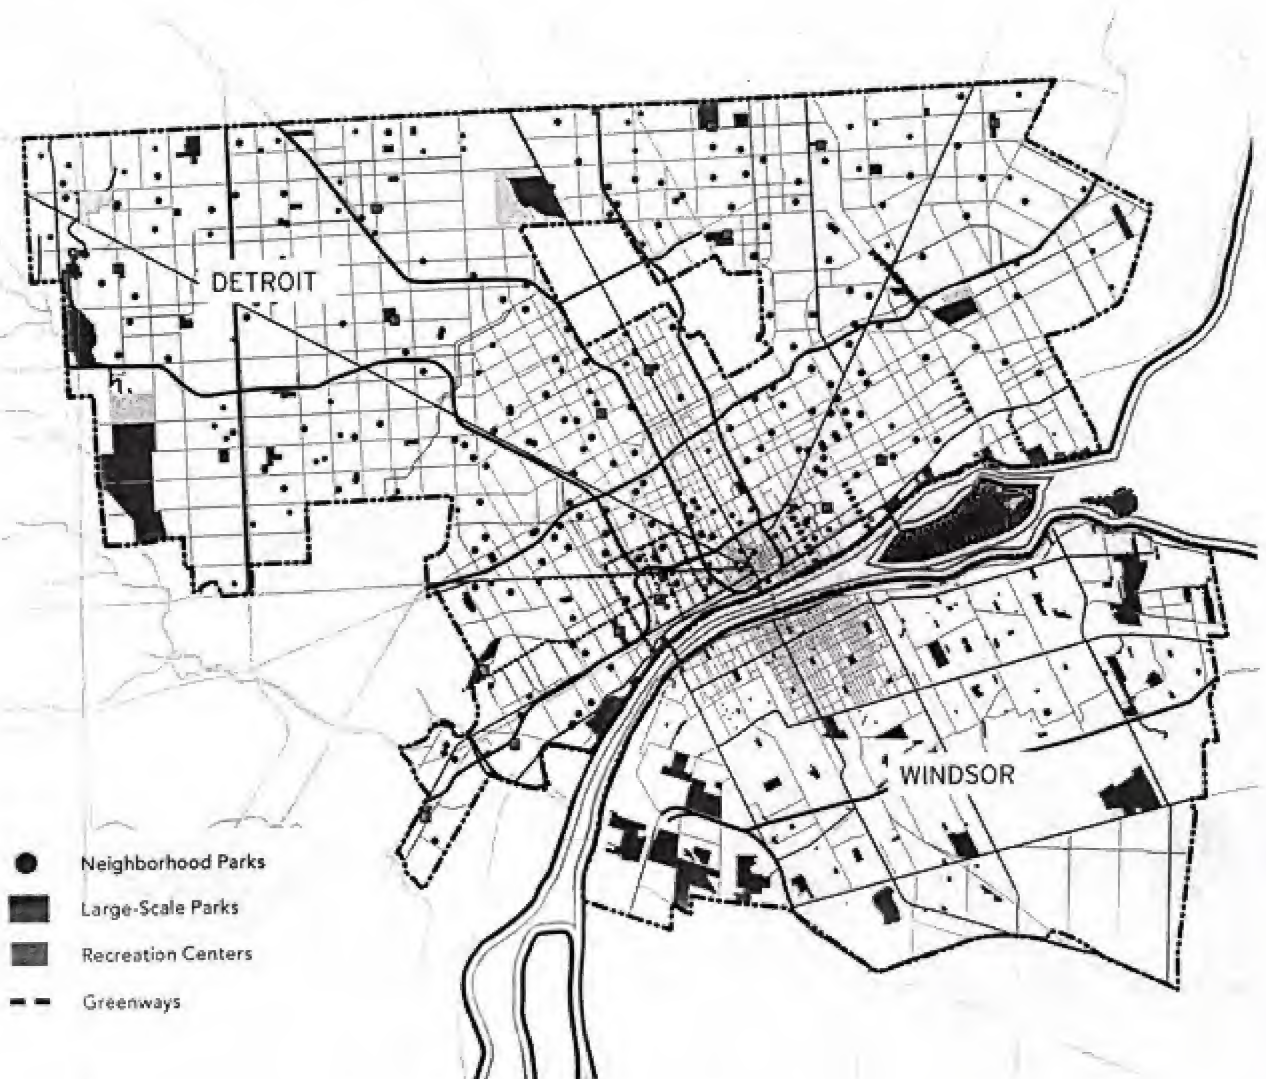 DETROIT
WINDSOR
Neighborhood Parks
Large-Scale Parks
Recreation Centers
Greenways